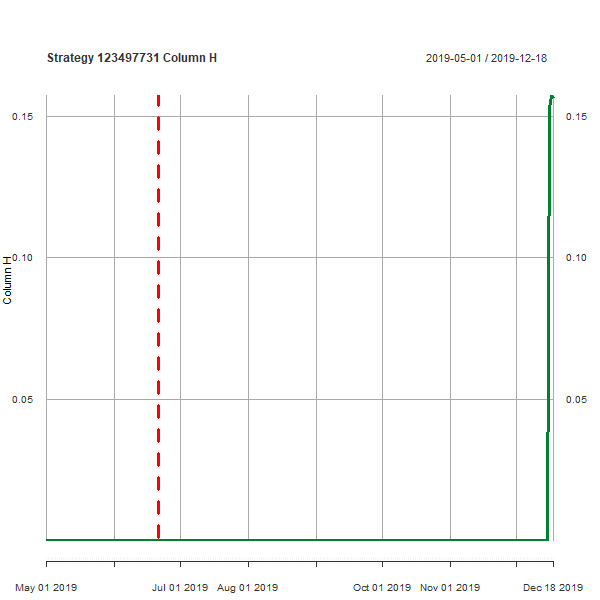 Strategy 123497731 Column H
2019-05-01 / 2019-12-18
0.15
0.15
0.10
0.10
Column H
0.05
0.05
May 01 2019
Jul 01 2019
Aug 01 2019
Oct 01 2019
Nov 01 2019
Dec 18 2019